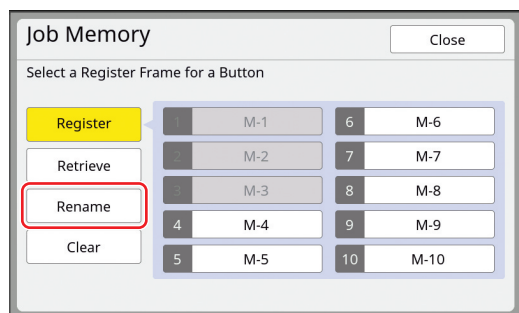 Job Memory
Close
Select a Register Frame for a Button
Register
Retrieve
Rename
Clear
1 M-1
2 M-2
3 M-3
4 M-4
5 M-5
6 M-6
7 M-7
8 M-8
9 M-9
10 M-10